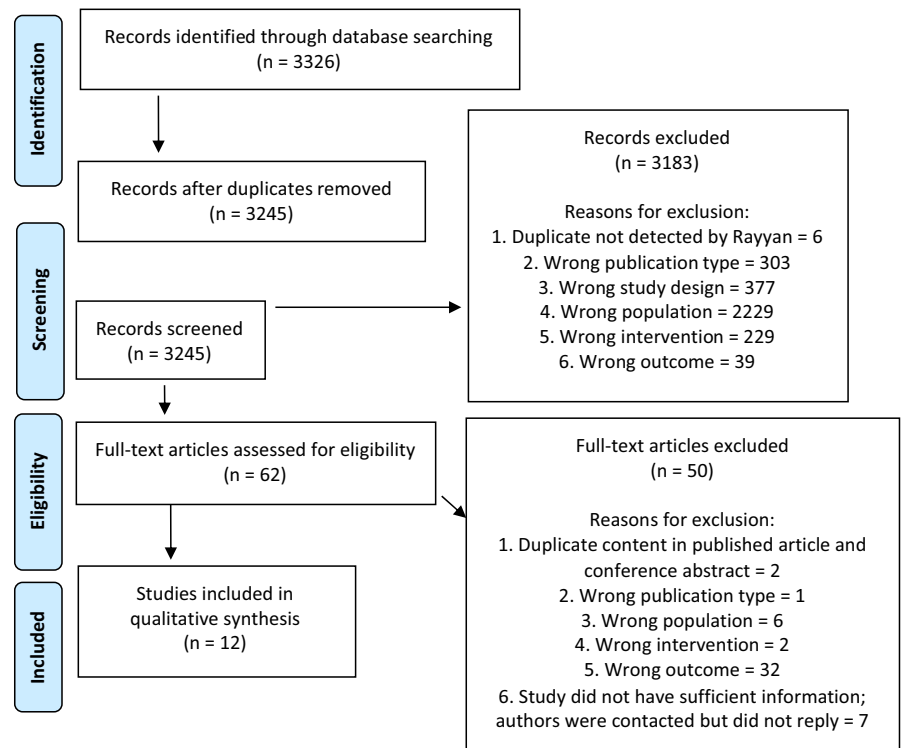 Identification
Records identified through database searching
(n = 3326)
Records after duplicates removed
(n = 3245)
Screening
Records screened
(n = 3245)
Records excluded
(n = 3183)
Reasons for exclusion:
1. Duplicate not detected by Rayyan = 6
2. Wrong publication type = 303
3. Wrong study design = 377
4. Wrong population = 2229
5. Wrong intervention = 229
6. Wrong outcome = 39
Eligibility
Full-text articles assessed for eligibility
(n = 62)
Full-text articles excluded
(n = 50)
Reasons for exclusion:
1. Duplicate content in published article and
conference abstract = 2
2. Wrong publication type = 1
3. Wrong population = 6
4. Wrong intervention = 2
5. Wrong outcome = 32
6. Study did not have sufficient information;
authors were contacted but did not reply = 7
Included
Studies included in
qualitative synthesis
(n = 12)